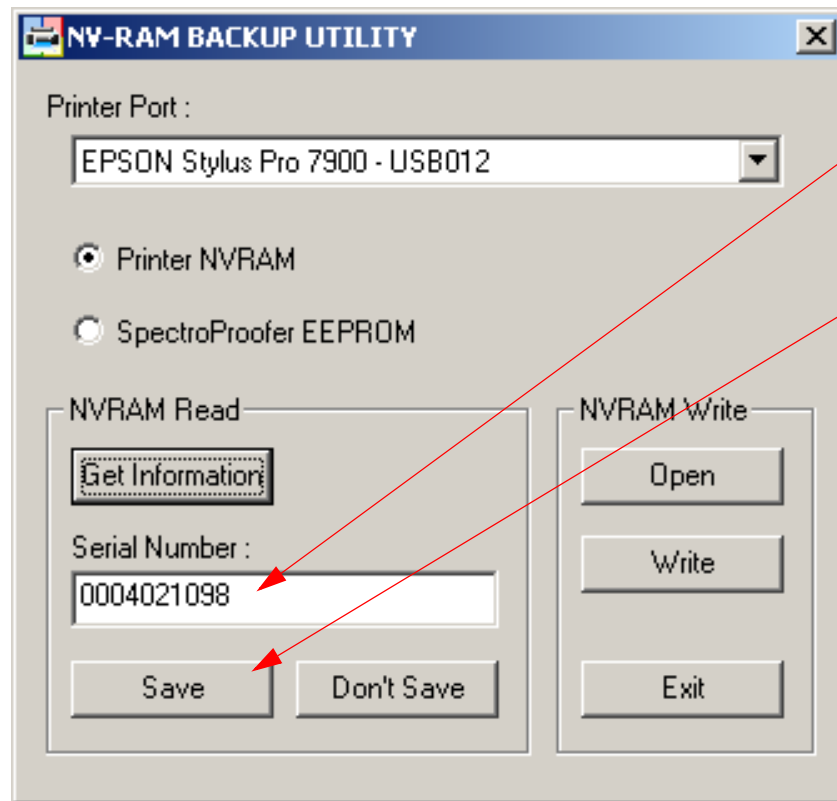 NV-RAM BACKUP UTILITY
Printer Port :
EPSON Stylus Pro 7900 - USB012
Printer NVRAM
SpectroProofer EEPROM
NVRAM Read
Get Information
Serial Number :
0004021098
Save Don't Save
NVRAM Write
Open
Write
Exit